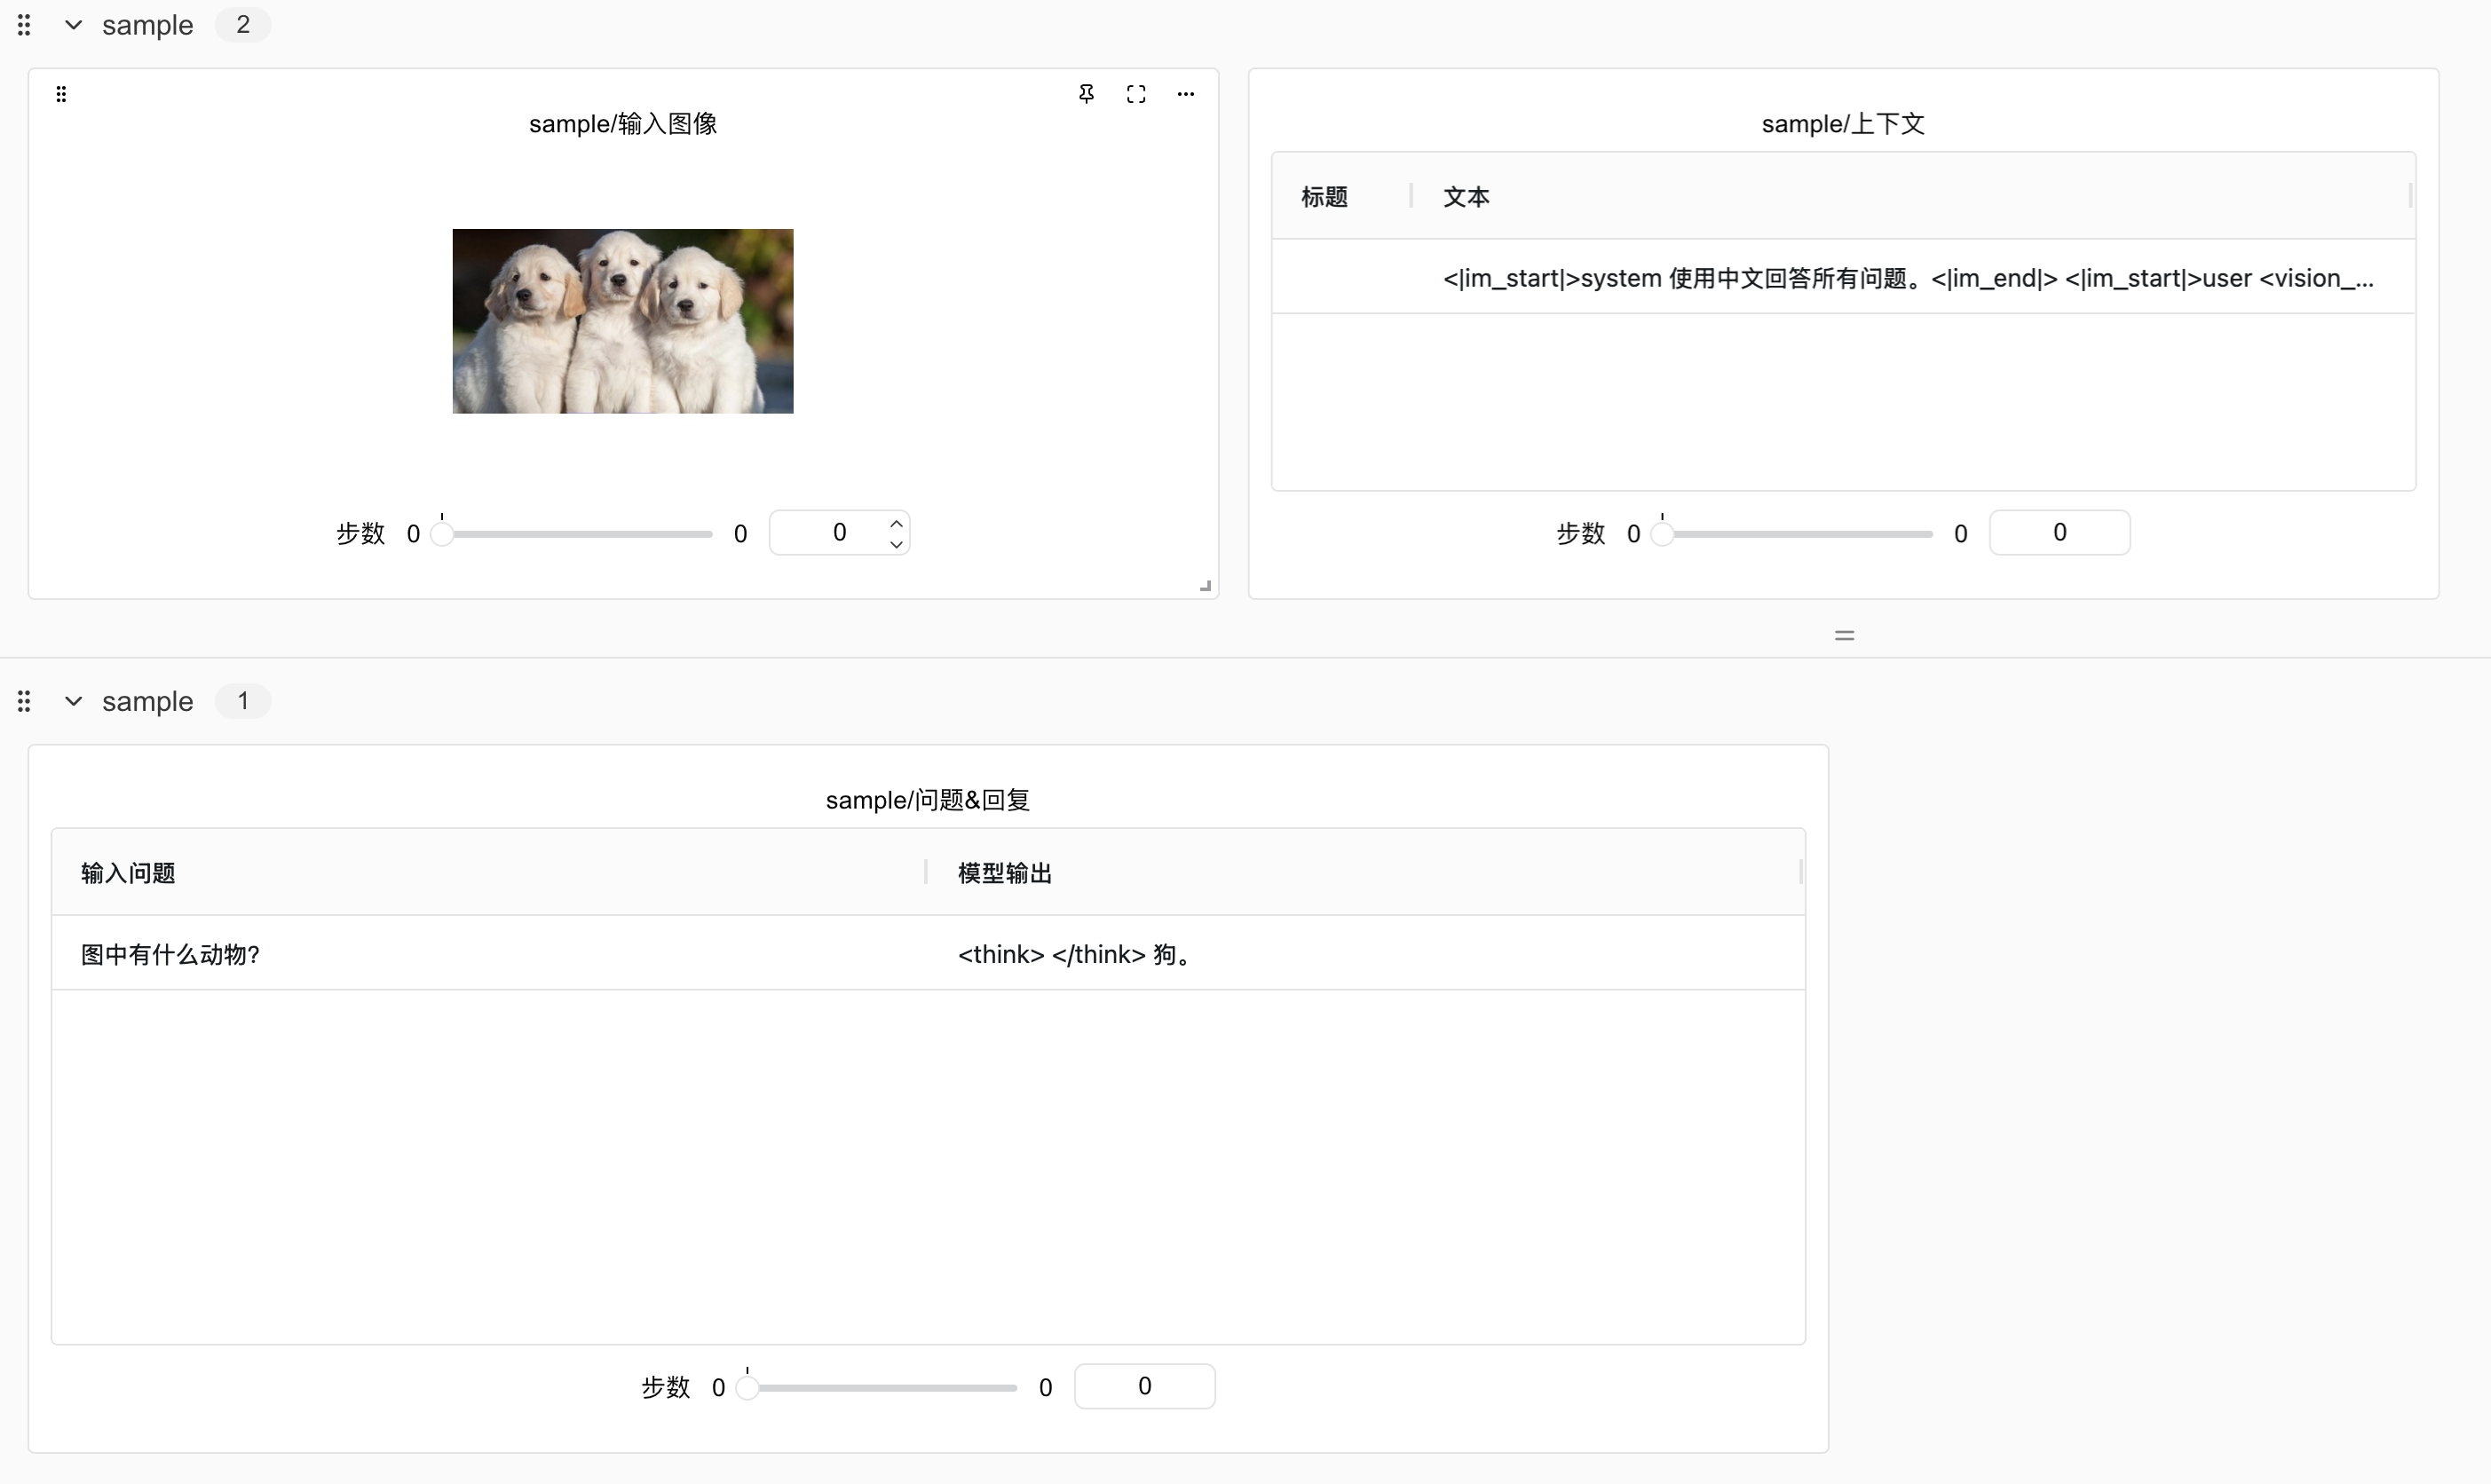 sample 2
sample/输入图像
步数 0 0 0
sample/上下文
标题 文本
<|im_start|>system 使用中文回答所有问题。<|im_end|> <|im_start|>user <vision_...
步数 0 0 0
sample 1
sample/问题&回复
输入问题 模型输出
图中有什么动物? <think> </think> 狗。
步数 0 0 0